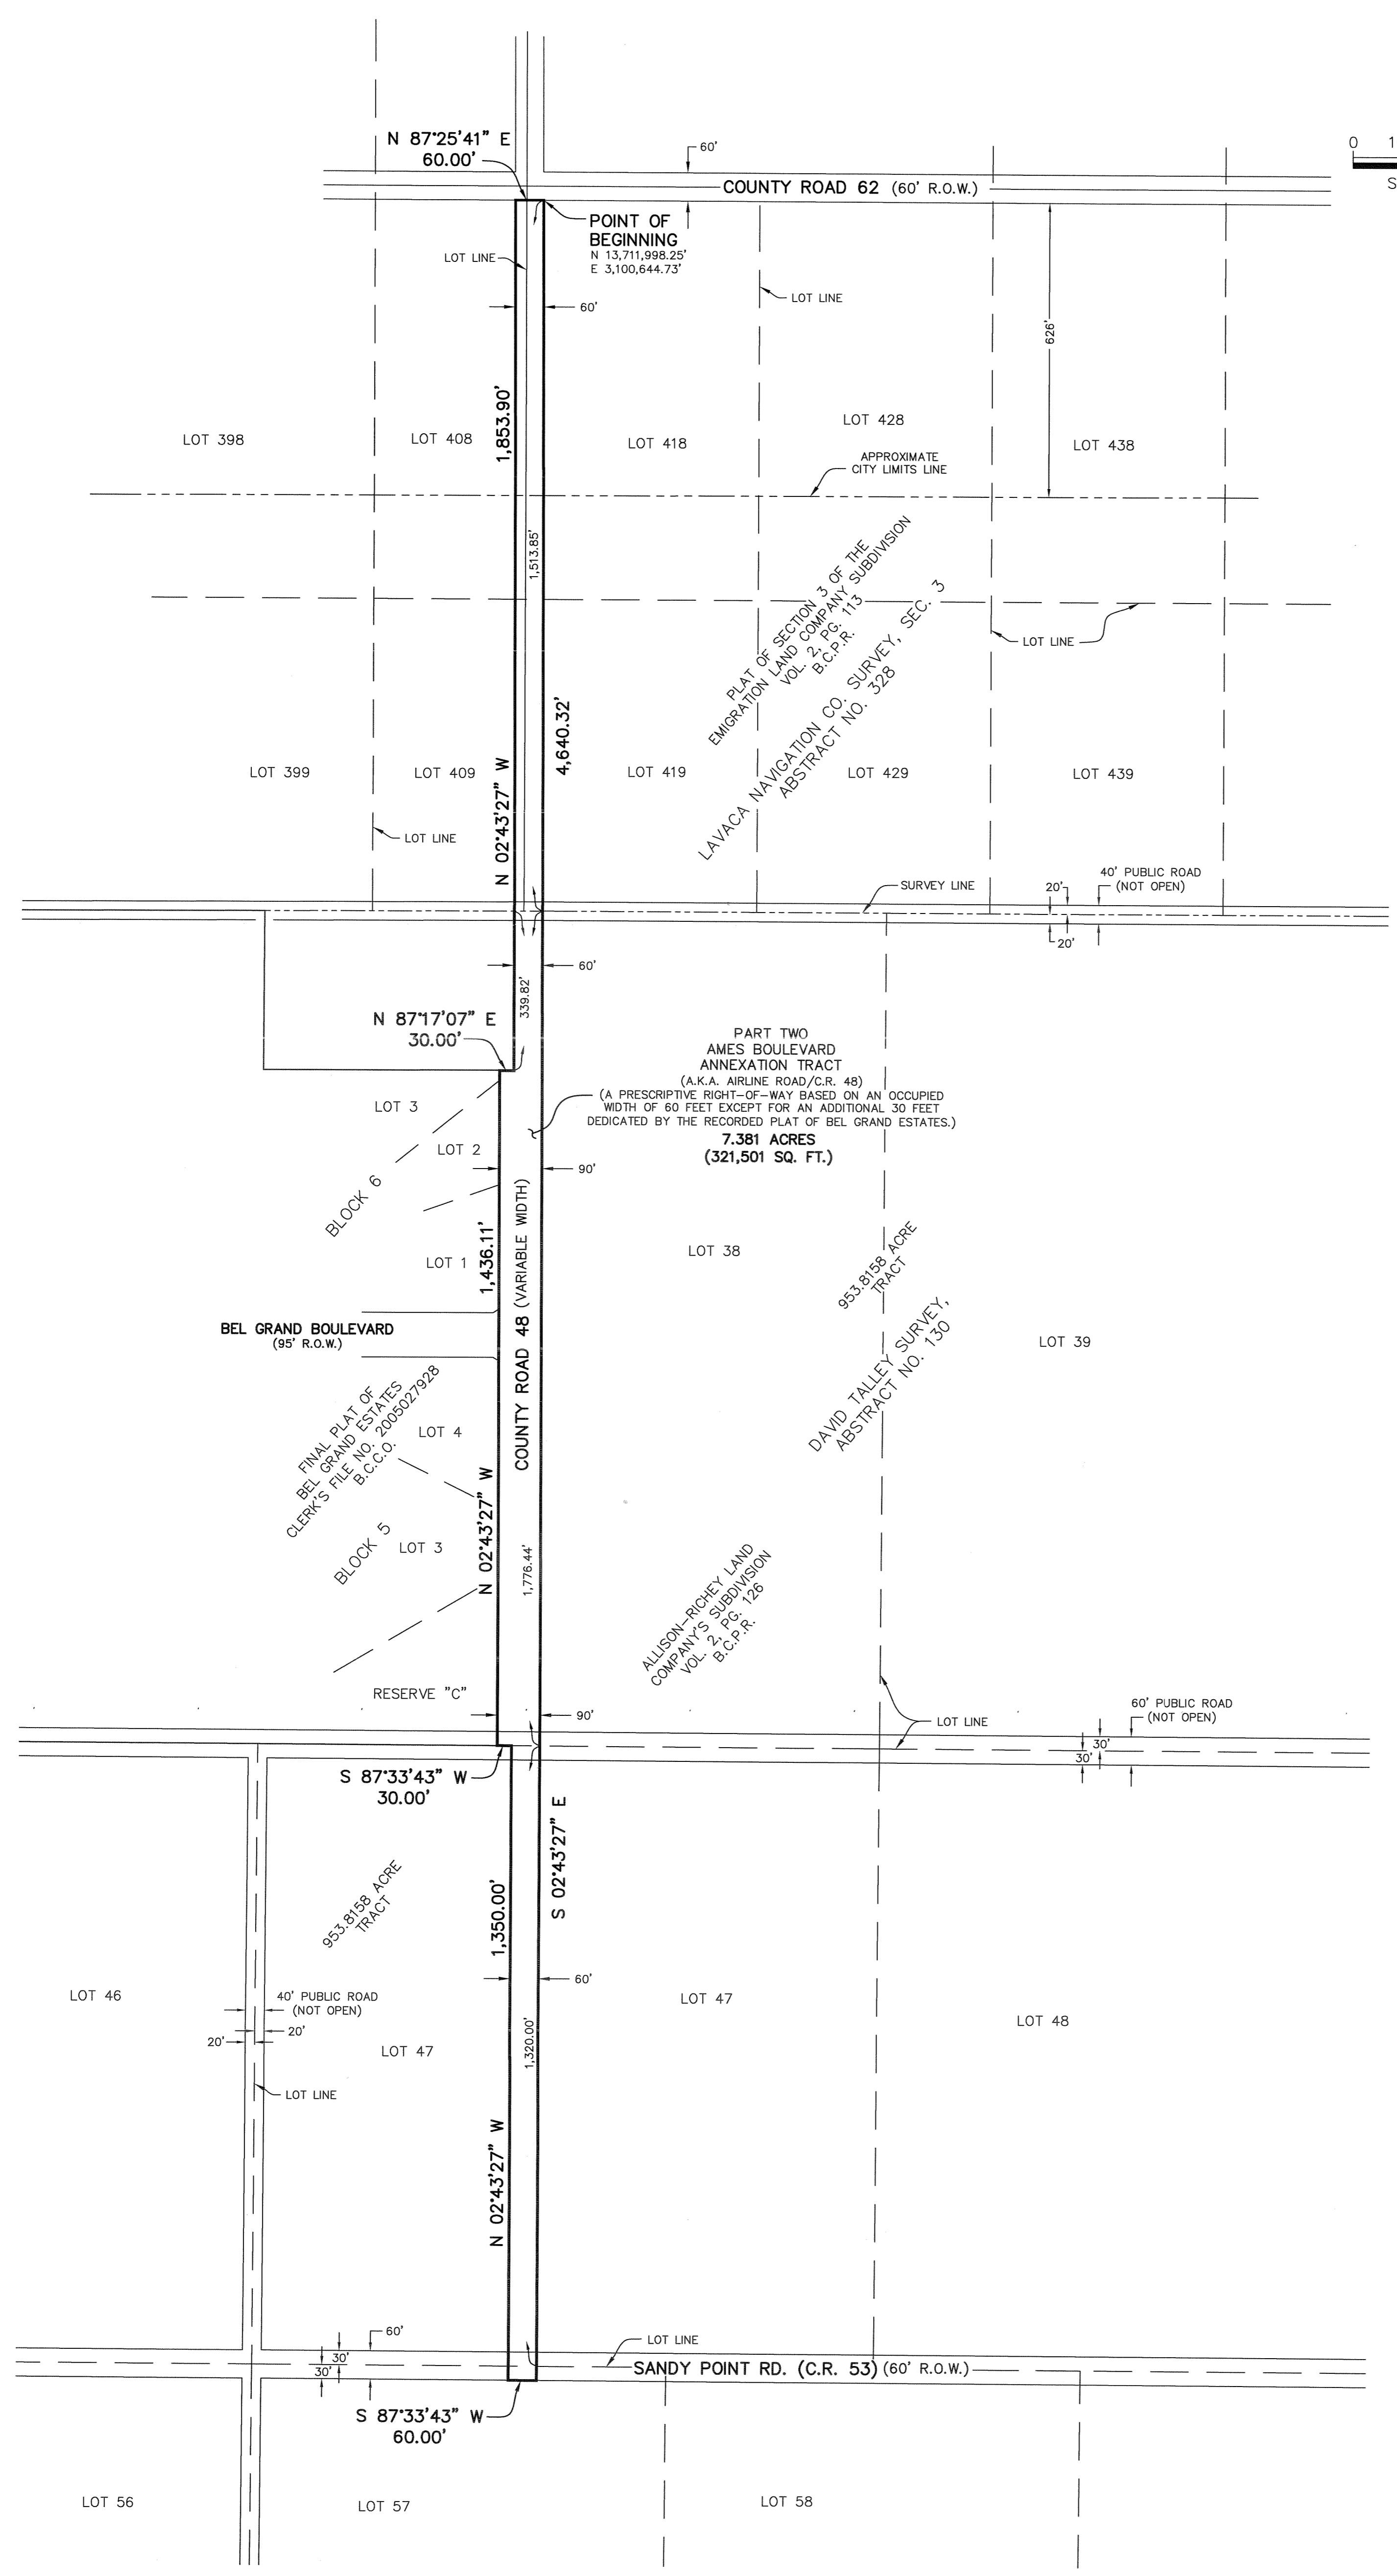 N 87°25'41" E
60.00'
60'
0 1
S
COUNTY ROAD 62 (60' R.O.W.)
POINT OF
BEGINNING
N 13,711,998.25'
E 3,100,644.73'
LOT LINE
LOT LINE
60'
626'
1,853.90'
LOT 398
LOT 408
LOT 418
LOT 428
LOT 438
APPROXIMATE
CITY LIMITS LINE
1,513.85'
PLAT OF SECTION 3 OF THE
EMIGRATION LAND COMPANY SUBDIVISION
VOL. 2, PG. 113
B.C.P.R.
LAVACA NAVIGATION CO. SURVEY, SEC. 3
ABSTRACT NO. 328
LOT LINE
4,640.32'
N 02°43'27" W
LOT 399
LOT 409
LOT 419
LOT 429
LOT 439
LOT LINE
SURVEY LINE
40' PUBLIC ROAD
(NOT OPEN)
20'
20'
60'
339.82'
N 87°17'07" E
30.00'
PART TWO
AMES BOULEVARD
ANNEXATION TRACT
(A.K.A. AIRLINE ROAD/C.R. 48)
(A PRESCRIPTIVE RIGHT-OF-WAY BASED ON AN OCCUPIED
WIDTH OF 60 FEET EXCEPT FOR AN ADDITIONAL 30 FEET
DEDICATED BY THE RECORDED PLAT OF BEL GRAND ESTATES.)
7.381 ACRES
(321,501 SQ. FT.)
LOT 3
LOT 2
90'
BLOCK 6
LOT 1
1,436.11'
COUNTY ROAD 48 (VARIABLE WIDTH)
LOT 38
953.8158 ACRE
TRACT
BEL GRAND BOULEVARD
(95' R.O.W.)
LOT 39
DAVID TALLEY SURVEY,
ABSTRACT NO. 130
FINAL PLAT OF
BEL GRAND ESTATES
CLERK'S FILE NO. 2005027928
B.C.C.O.
LOT 4
N 02°43'27" W
BLOCK 5
LOT 3
1,776.44'
ALLISON-RICHEY LAND
COMPANY'S SUBDIVISION
VOL. 2, PG. 126
B.C.P.R.
RESERVE "C"
90'
LOT LINE
60' PUBLIC ROAD
(NOT OPEN)
30'
30'
S 87°33'43" W
30.00'
S 02°43'27" E
953.8158 ACRE
TRACT
1,350.00'
60'
LOT 46
40' PUBLIC ROAD
(NOT OPEN)
20'
20'
LOT 47
LOT 47
LOT 48
1,320.00'
LOT LINE
N 02°43'27" W
60'
30'
30'
LOT LINE
SANDY POINT RD. (C.R. 53) (60' R.O.W.)
S 87°33'43" W
60.00'
LOT 56
LOT 57
LOT 58